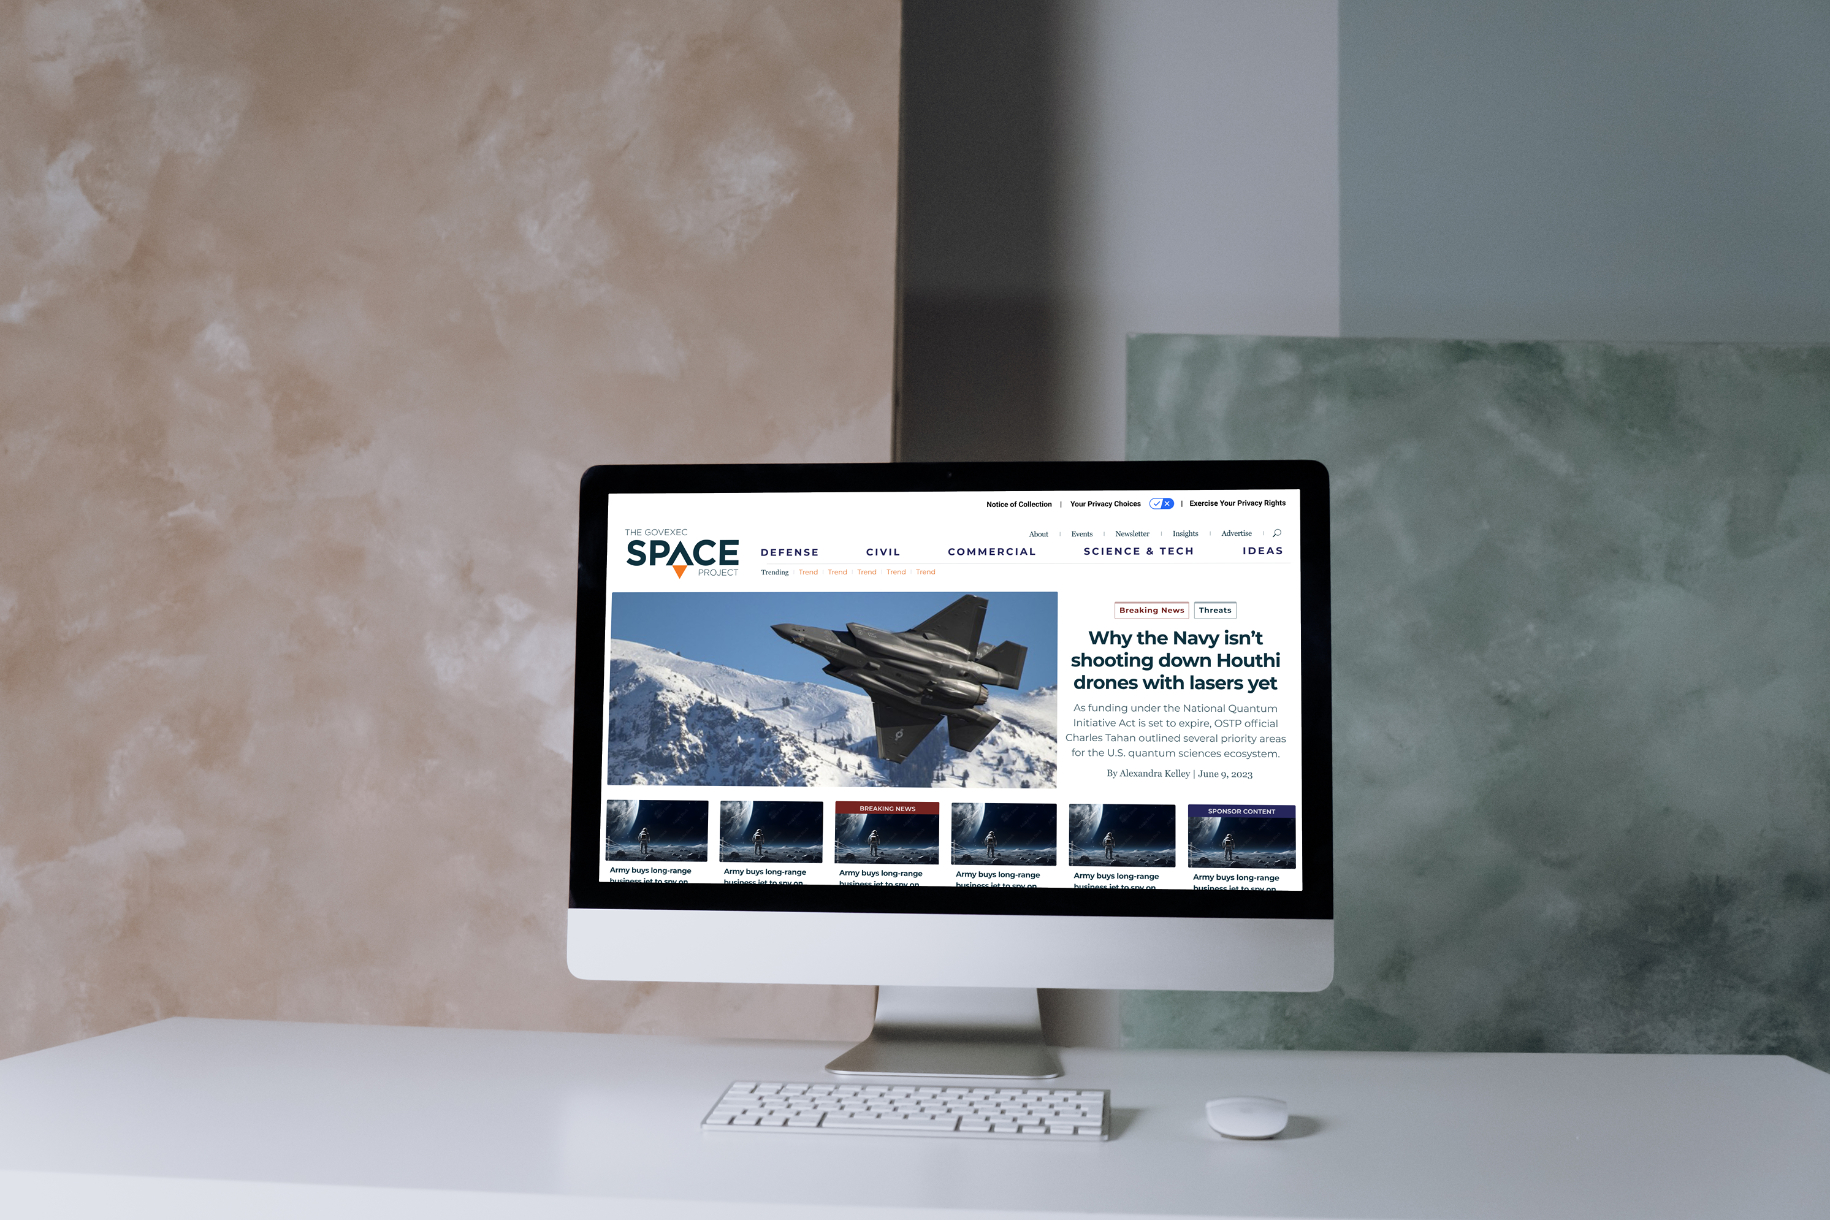 Notice of Collection | Your Privacy Choices | Exercise Your Privacy Rights
THE GOVEXEC
SPACE
PROJECT
About | Events | Newsletter | Insights | Advertise |
DEFENSE CIVIL COMMERCIAL SCIENCE & TECH IDEAS
Trending | Trend | Trend | Trend | Trend | Trend
Breaking News Threats
Why the Navy isn't
shooting down Houthi
drones with lasers yet
As funding under the National Quantum
Initiative Act is set to expire, OSTP official
Charles Tahan outlined several priority areas
for the U.S. quantum sciences ecosystem.
By Alexandra Kelley | June 9, 2023
BREAKING NEWS
SPONSOR CONTENT
Army buys long-range
business jet to spy on
Army buys long-range
business jet to spy on
Army buys long-range
business jet to spy on
Army buys long-range
business jet to spy on
Army buys long-range
business jet to spy on
Army buys long-range
business jet to spy on